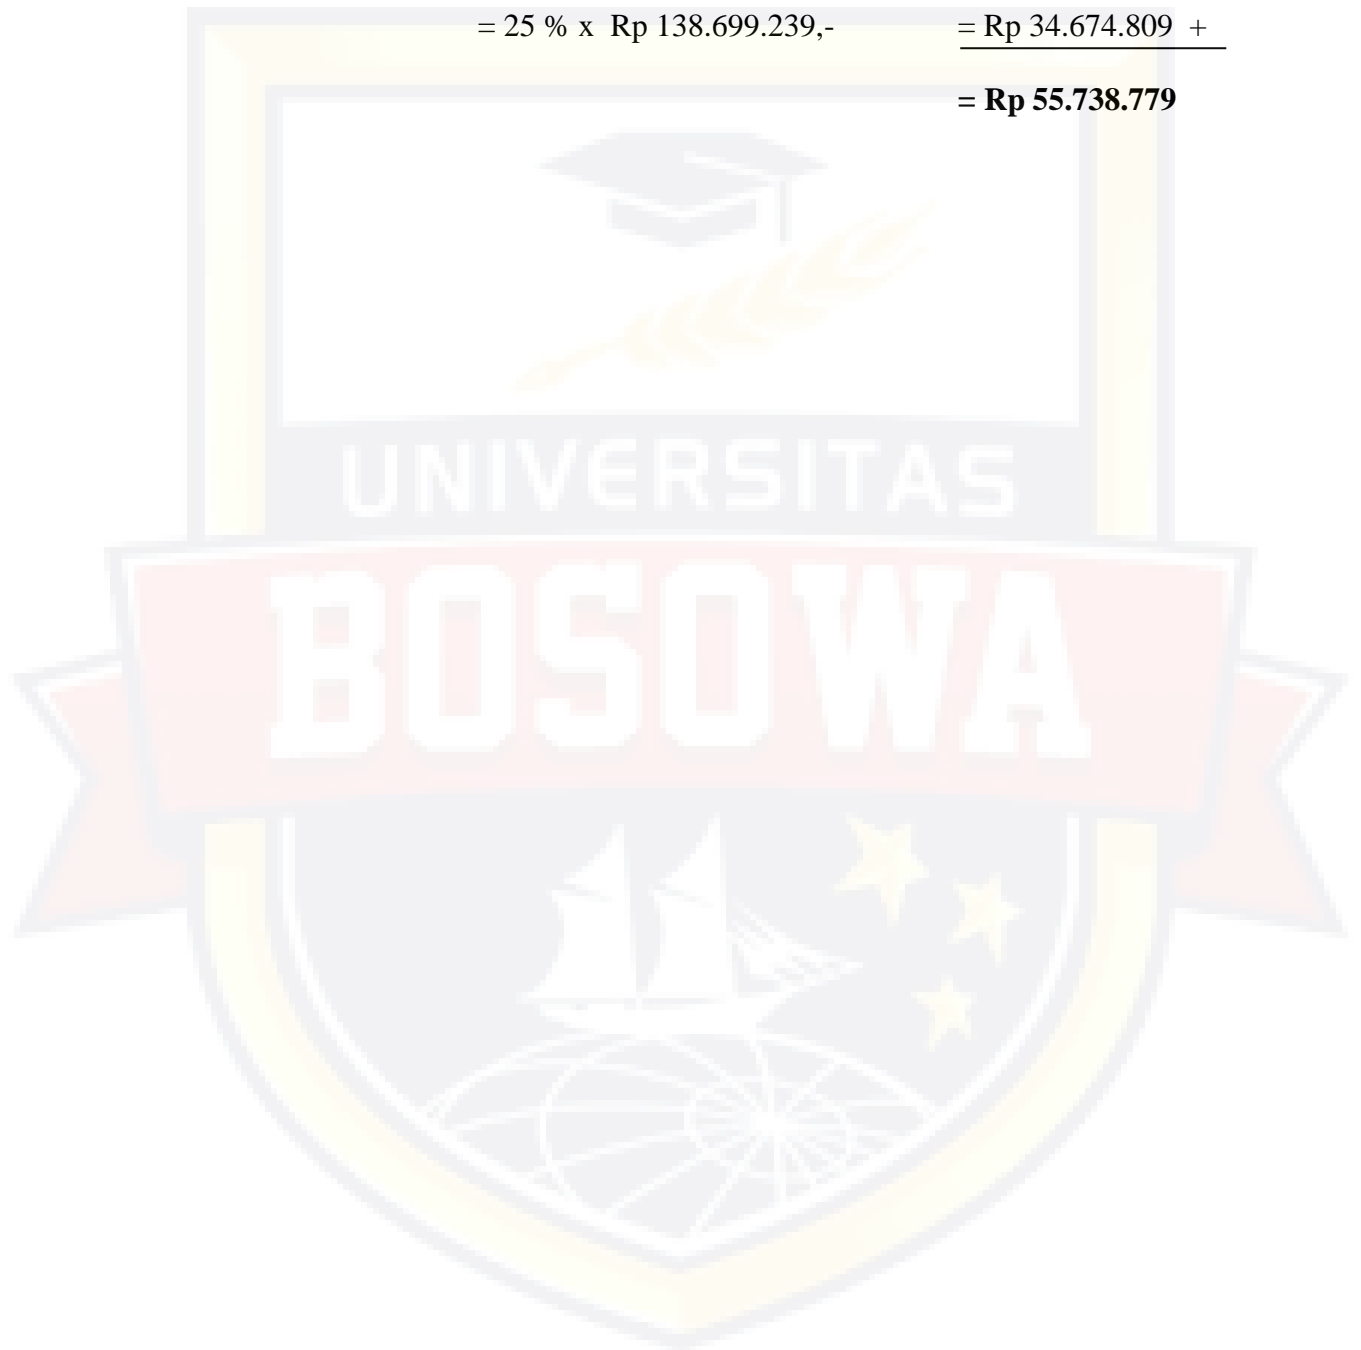 = 25 % x Rp 138.699.239,- = Rp 34.674.809 +
= Rp 55.738.779
UNIVERSITAS
BOSOWA